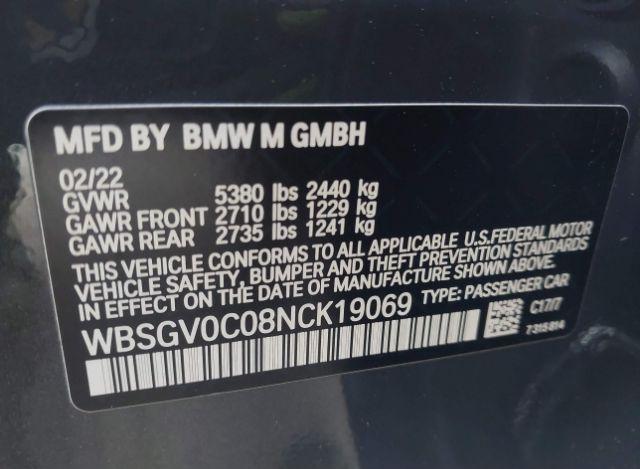 MFD BY BMW M GMBH
02/22
GVWR 5380 lbs 2440 kg
GAWR FRONT 2710 lbs 1229 kg
GAWR REAR 2735 lbs 1241 kg
THIS VEHICLE CONFORMS TO ALL APPLICABLE U.S.FEDERAL MOTOR
VEHICLE SAFETY, BUMPER AND THEFT PREVENTION STANDARDS
IN EFFECT ON THE DATE OF MANUFACTURE SHOWN ABOVE.
WBSGV0C08NCK19069 TYPE: PASSENGER CAR
C17/7
7315 814